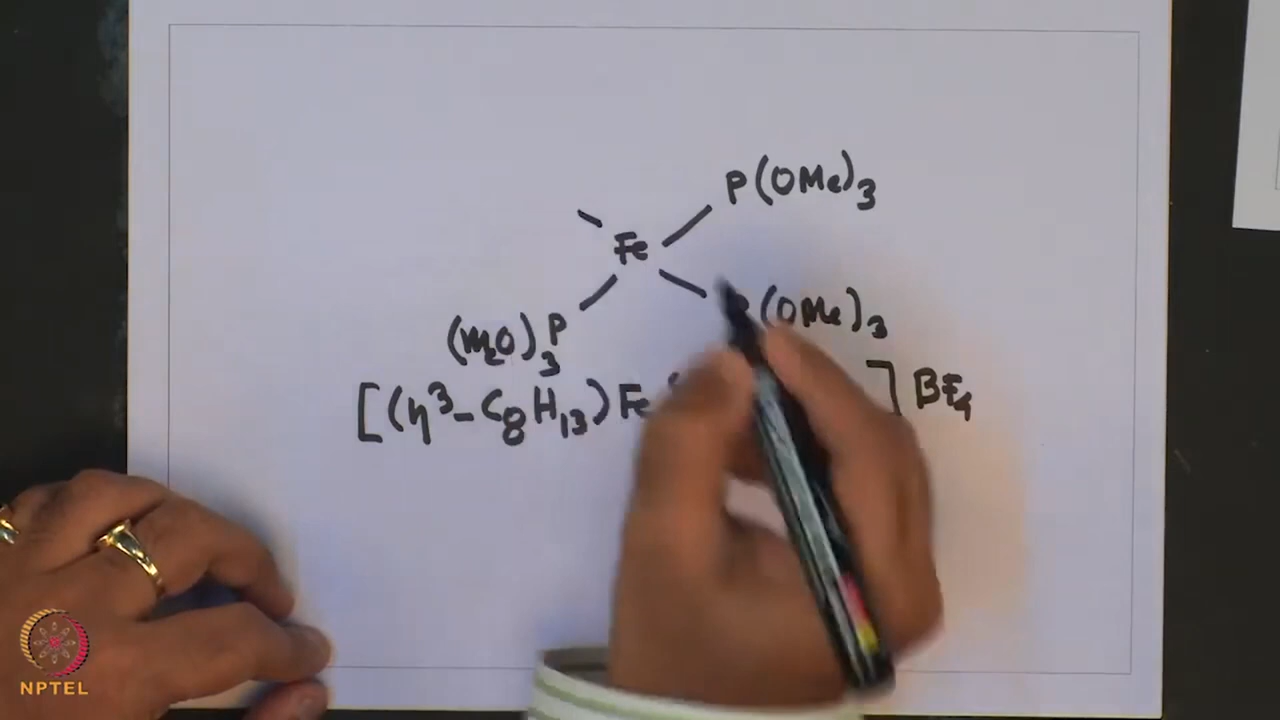 P(OMe)₃
Fe
(OMe)₃
(MeO)₃P
[(η³-C₈H₁₃)Fe ] BF₄
NPTEL